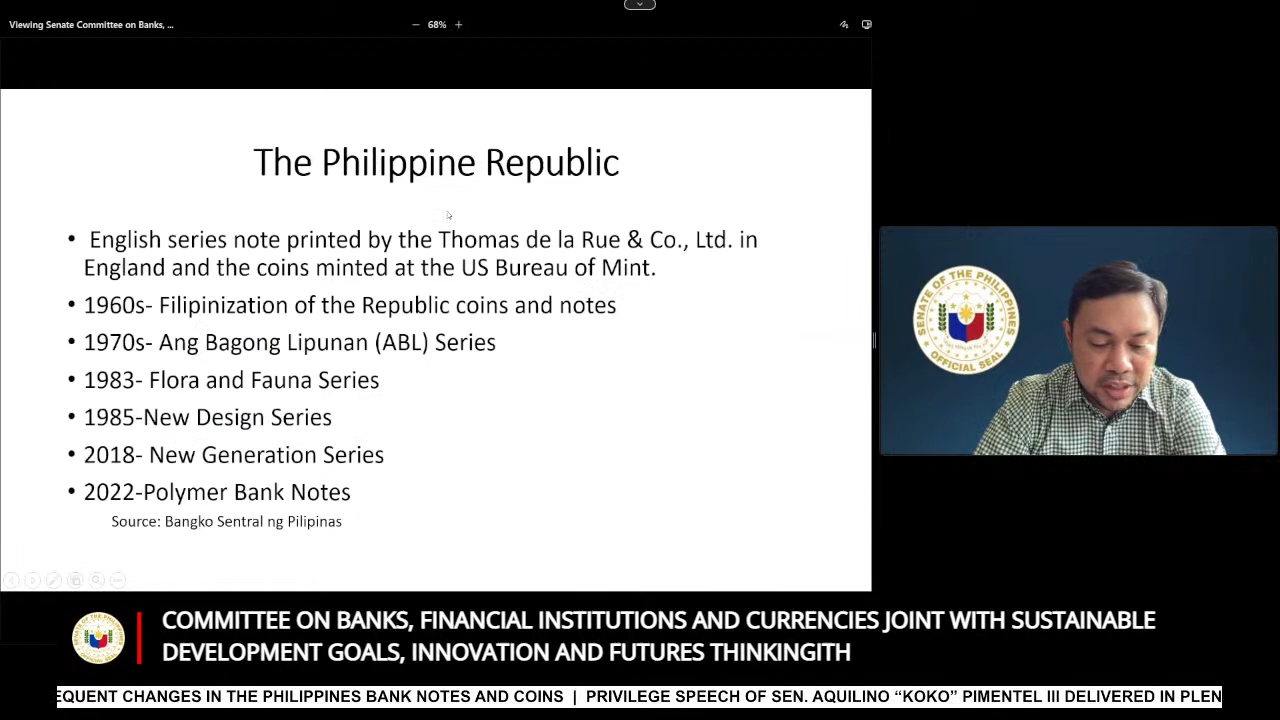 Viewing Senate Committee on Banks, ...
— 68% +
The Philippine Republic
• English series note printed by the Thomas de la Rue & Co., Ltd. in
England and the coins minted at the US Bureau of Mint.
• 1960s- Filipinization of the Republic coins and notes
• 1970s- Ang Bagong Lipunan (ABL) Series
• 1983- Flora and Fauna Series
• 1985-New Design Series
• 2018- New Generation Series
• 2022-Polymer Bank Notes
Source: Bangko Sentral ng Pilipinas
SENATE OF THE PHILIPPINES
OFFICIAL SEAL
COMMITTEE ON BANKS, FINANCIAL INSTITUTIONS AND CURRENCIES JOINT WITH SUSTAINABLE
DEVELOPMENT GOALS, INNOVATION AND FUTURES THINKINGITH
EQUENT CHANGES IN THE PHILIPPINES BANK NOTES AND COINS | PRIVILEGE SPEECH OF SEN. AQUILINO “KOKO” PIMENTEL III DELIVERED IN PLEN